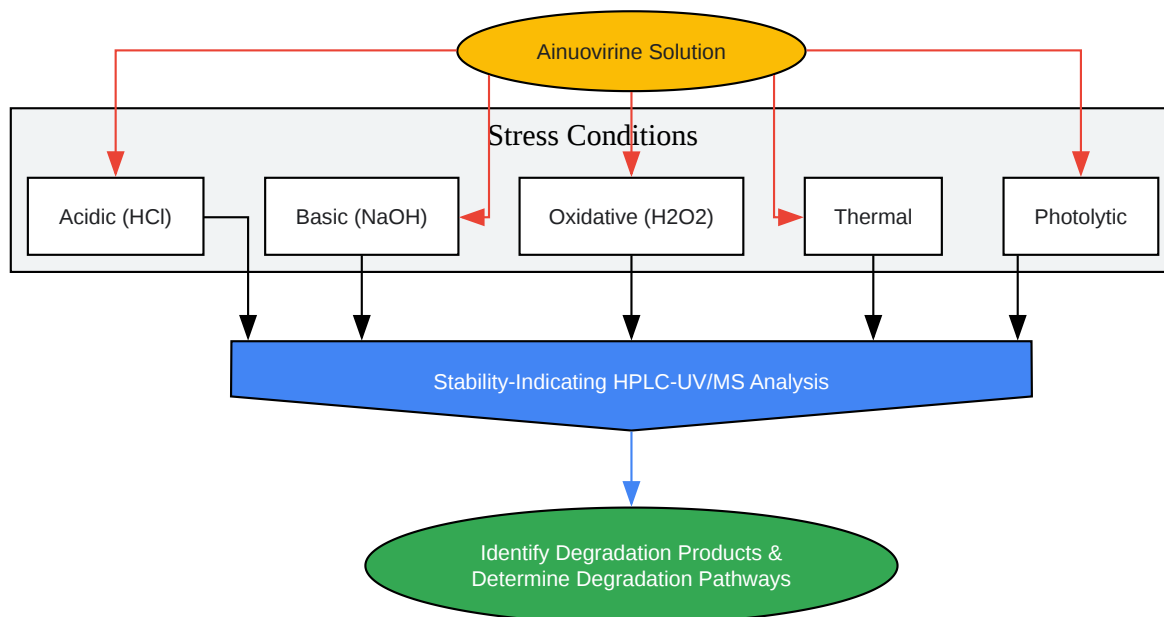 Ainuovirine Solution
Stress Conditions
Acidic (HCl)
Basic (NaOH)
Oxidative (H2O2)
Thermal
Photolytic
Stability-Indicating HPLC-UV/MS Analysis
Identify Degradation Products &
Determine Degradation Pathways